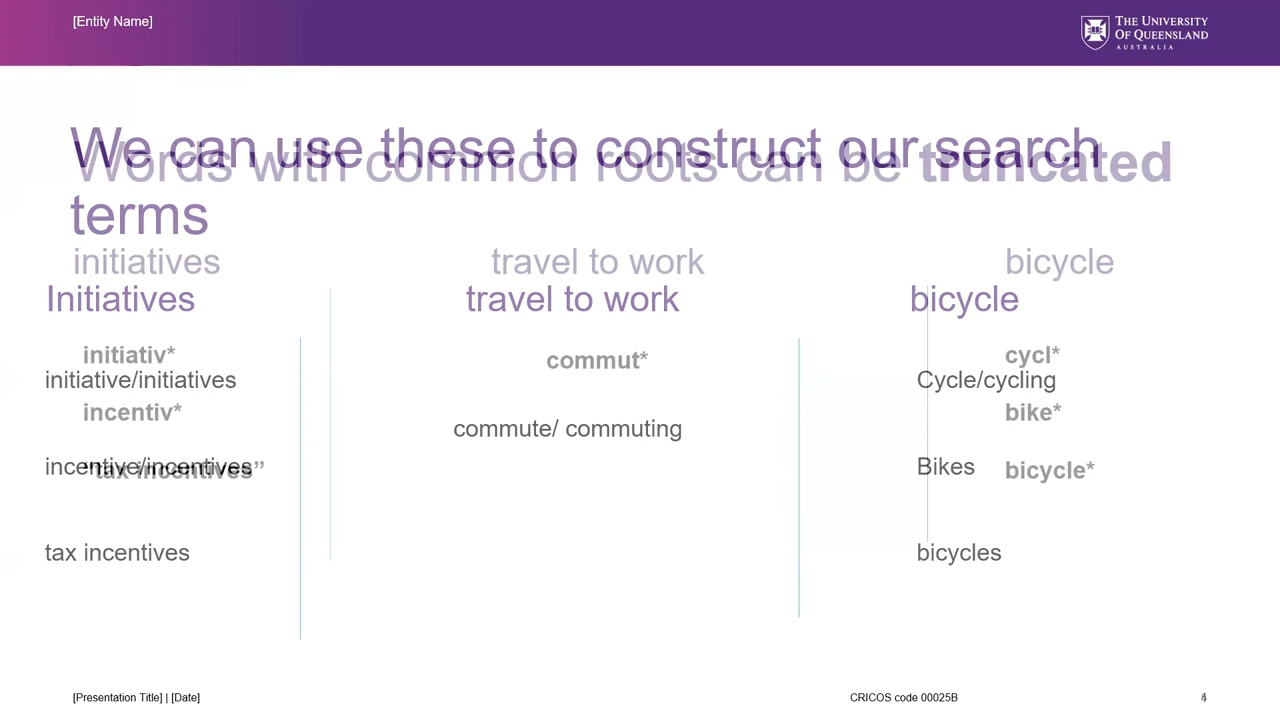 [Entity Name]
THE UNIVERSITY
OF QUEENSLAND
AUSTRALIA
We can use these to construct our search
terms
Words with common roots can be truncated
initiatives
travel to work
bicycle
Initiatives
travel to work
bicycle
initiativ*
commut*
cycl*
initiative/initiatives
Cycle/cycling
incentiv*
bike*
commute/ commuting
incentive/incentives
"tax incentives”
Bikes
bicycle*
tax incentives
bicycles
[Presentation Title] | [Date]
CRICOS code 00025B